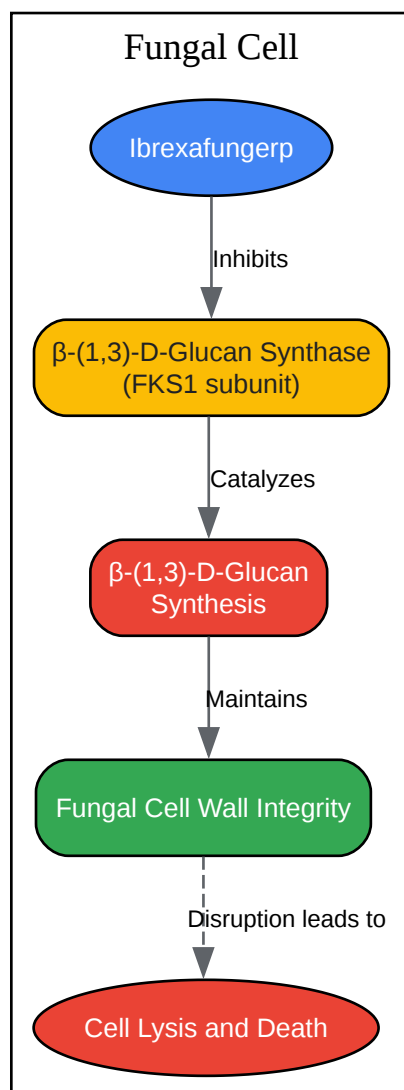 Fungal Cell
Ibrexafungerp
Inhibits
β-(1,3)-D-Glucan Synthase
(FKS1 subunit)
Catalyzes
β-(1,3)-D-Glucan
Synthesis
Maintains
Fungal Cell Wall Integrity
Disruption leads to
Cell Lysis and Death